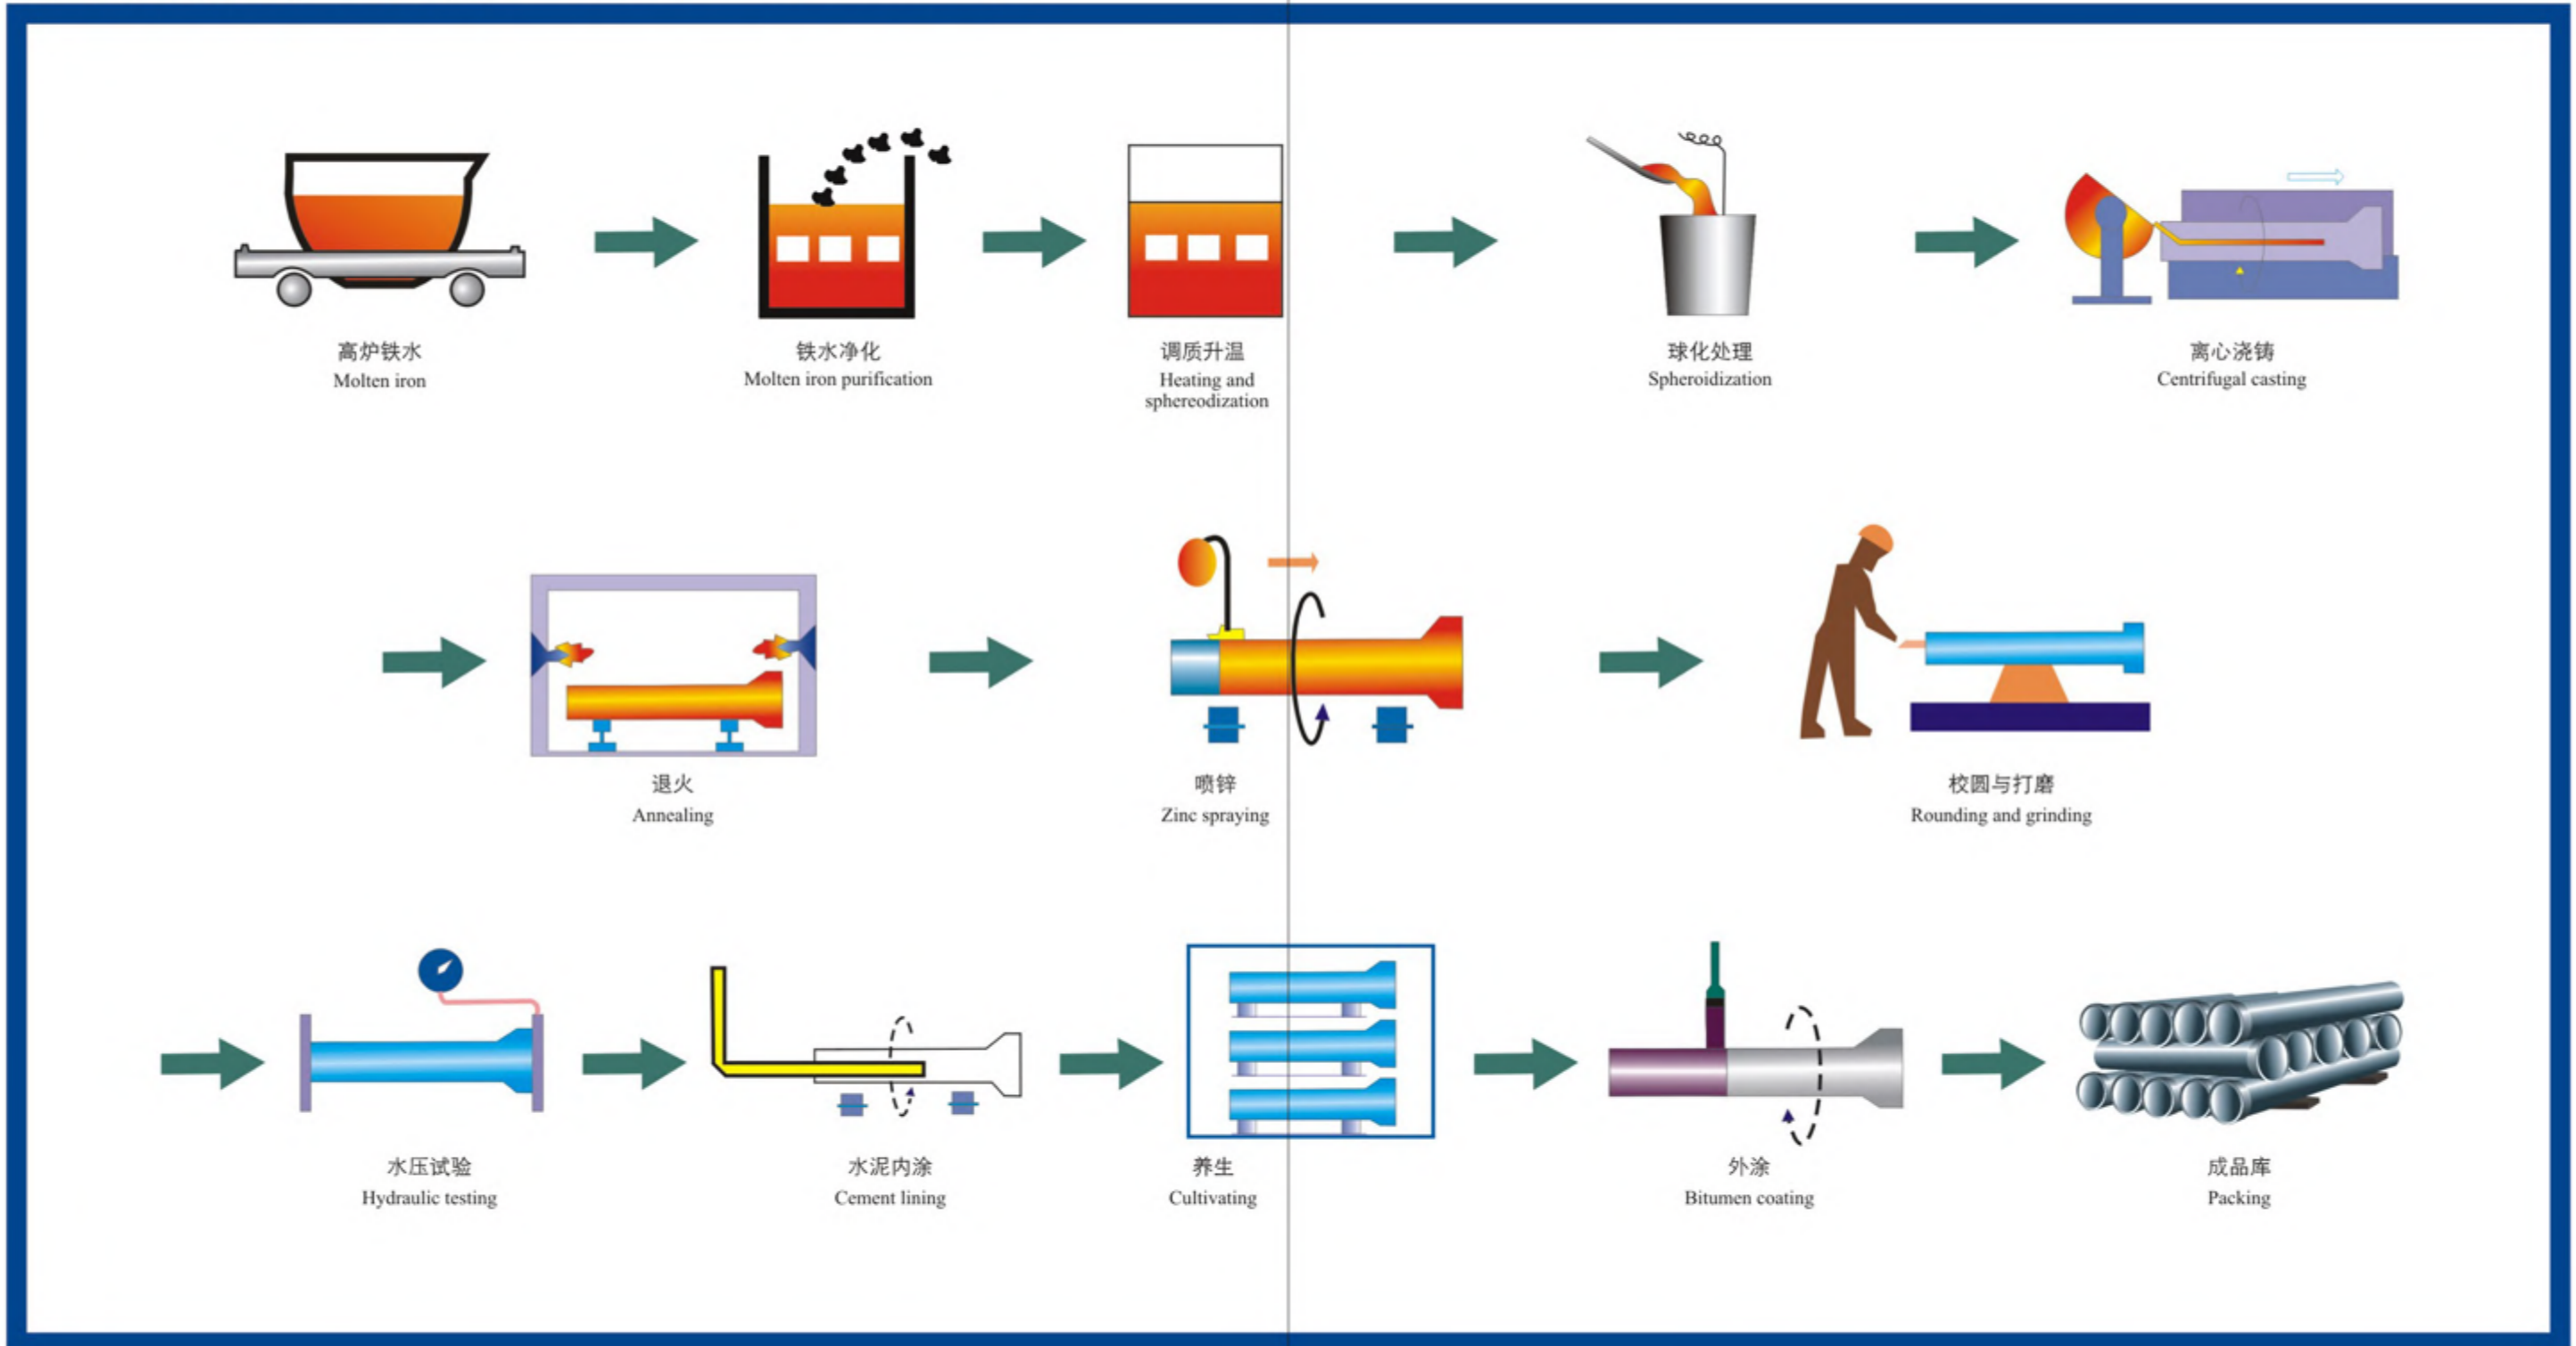 高炉铁水
Molten iron
铁水净化
Molten iron purification
调质升温
Heating and
sphereodization
球化处理
Spheroidization
离心浇铸
Centrifugal casting
退火
Annealing
喷锌
Zinc spraying
校圆与打磨
Rounding and grinding
水压试验
Hydraulic testing
水泥内涂
Cement lining
养生
Cultivating
外涂
Bitumen coating
成品库
Packing